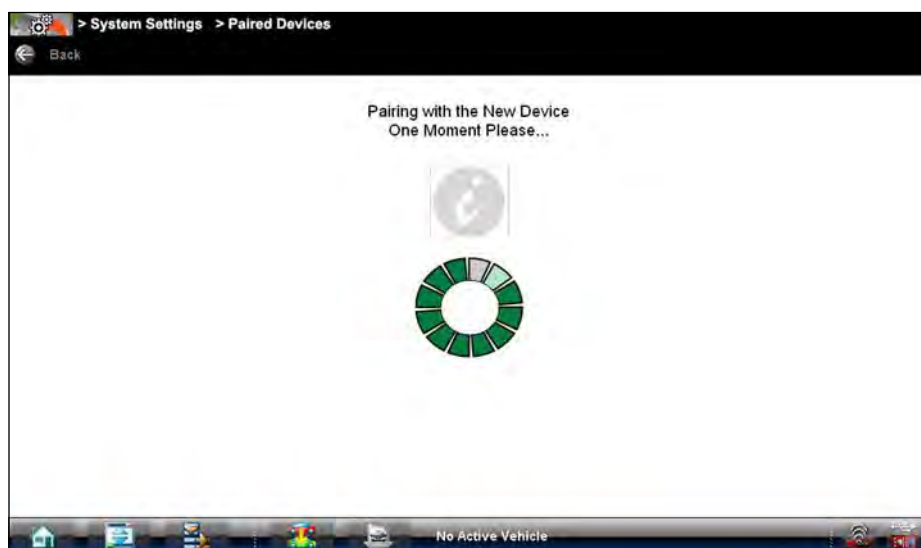 > System Settings > Paired Devices
Back
Pairing with the New Device
One Moment Please...
No Active Vehicle